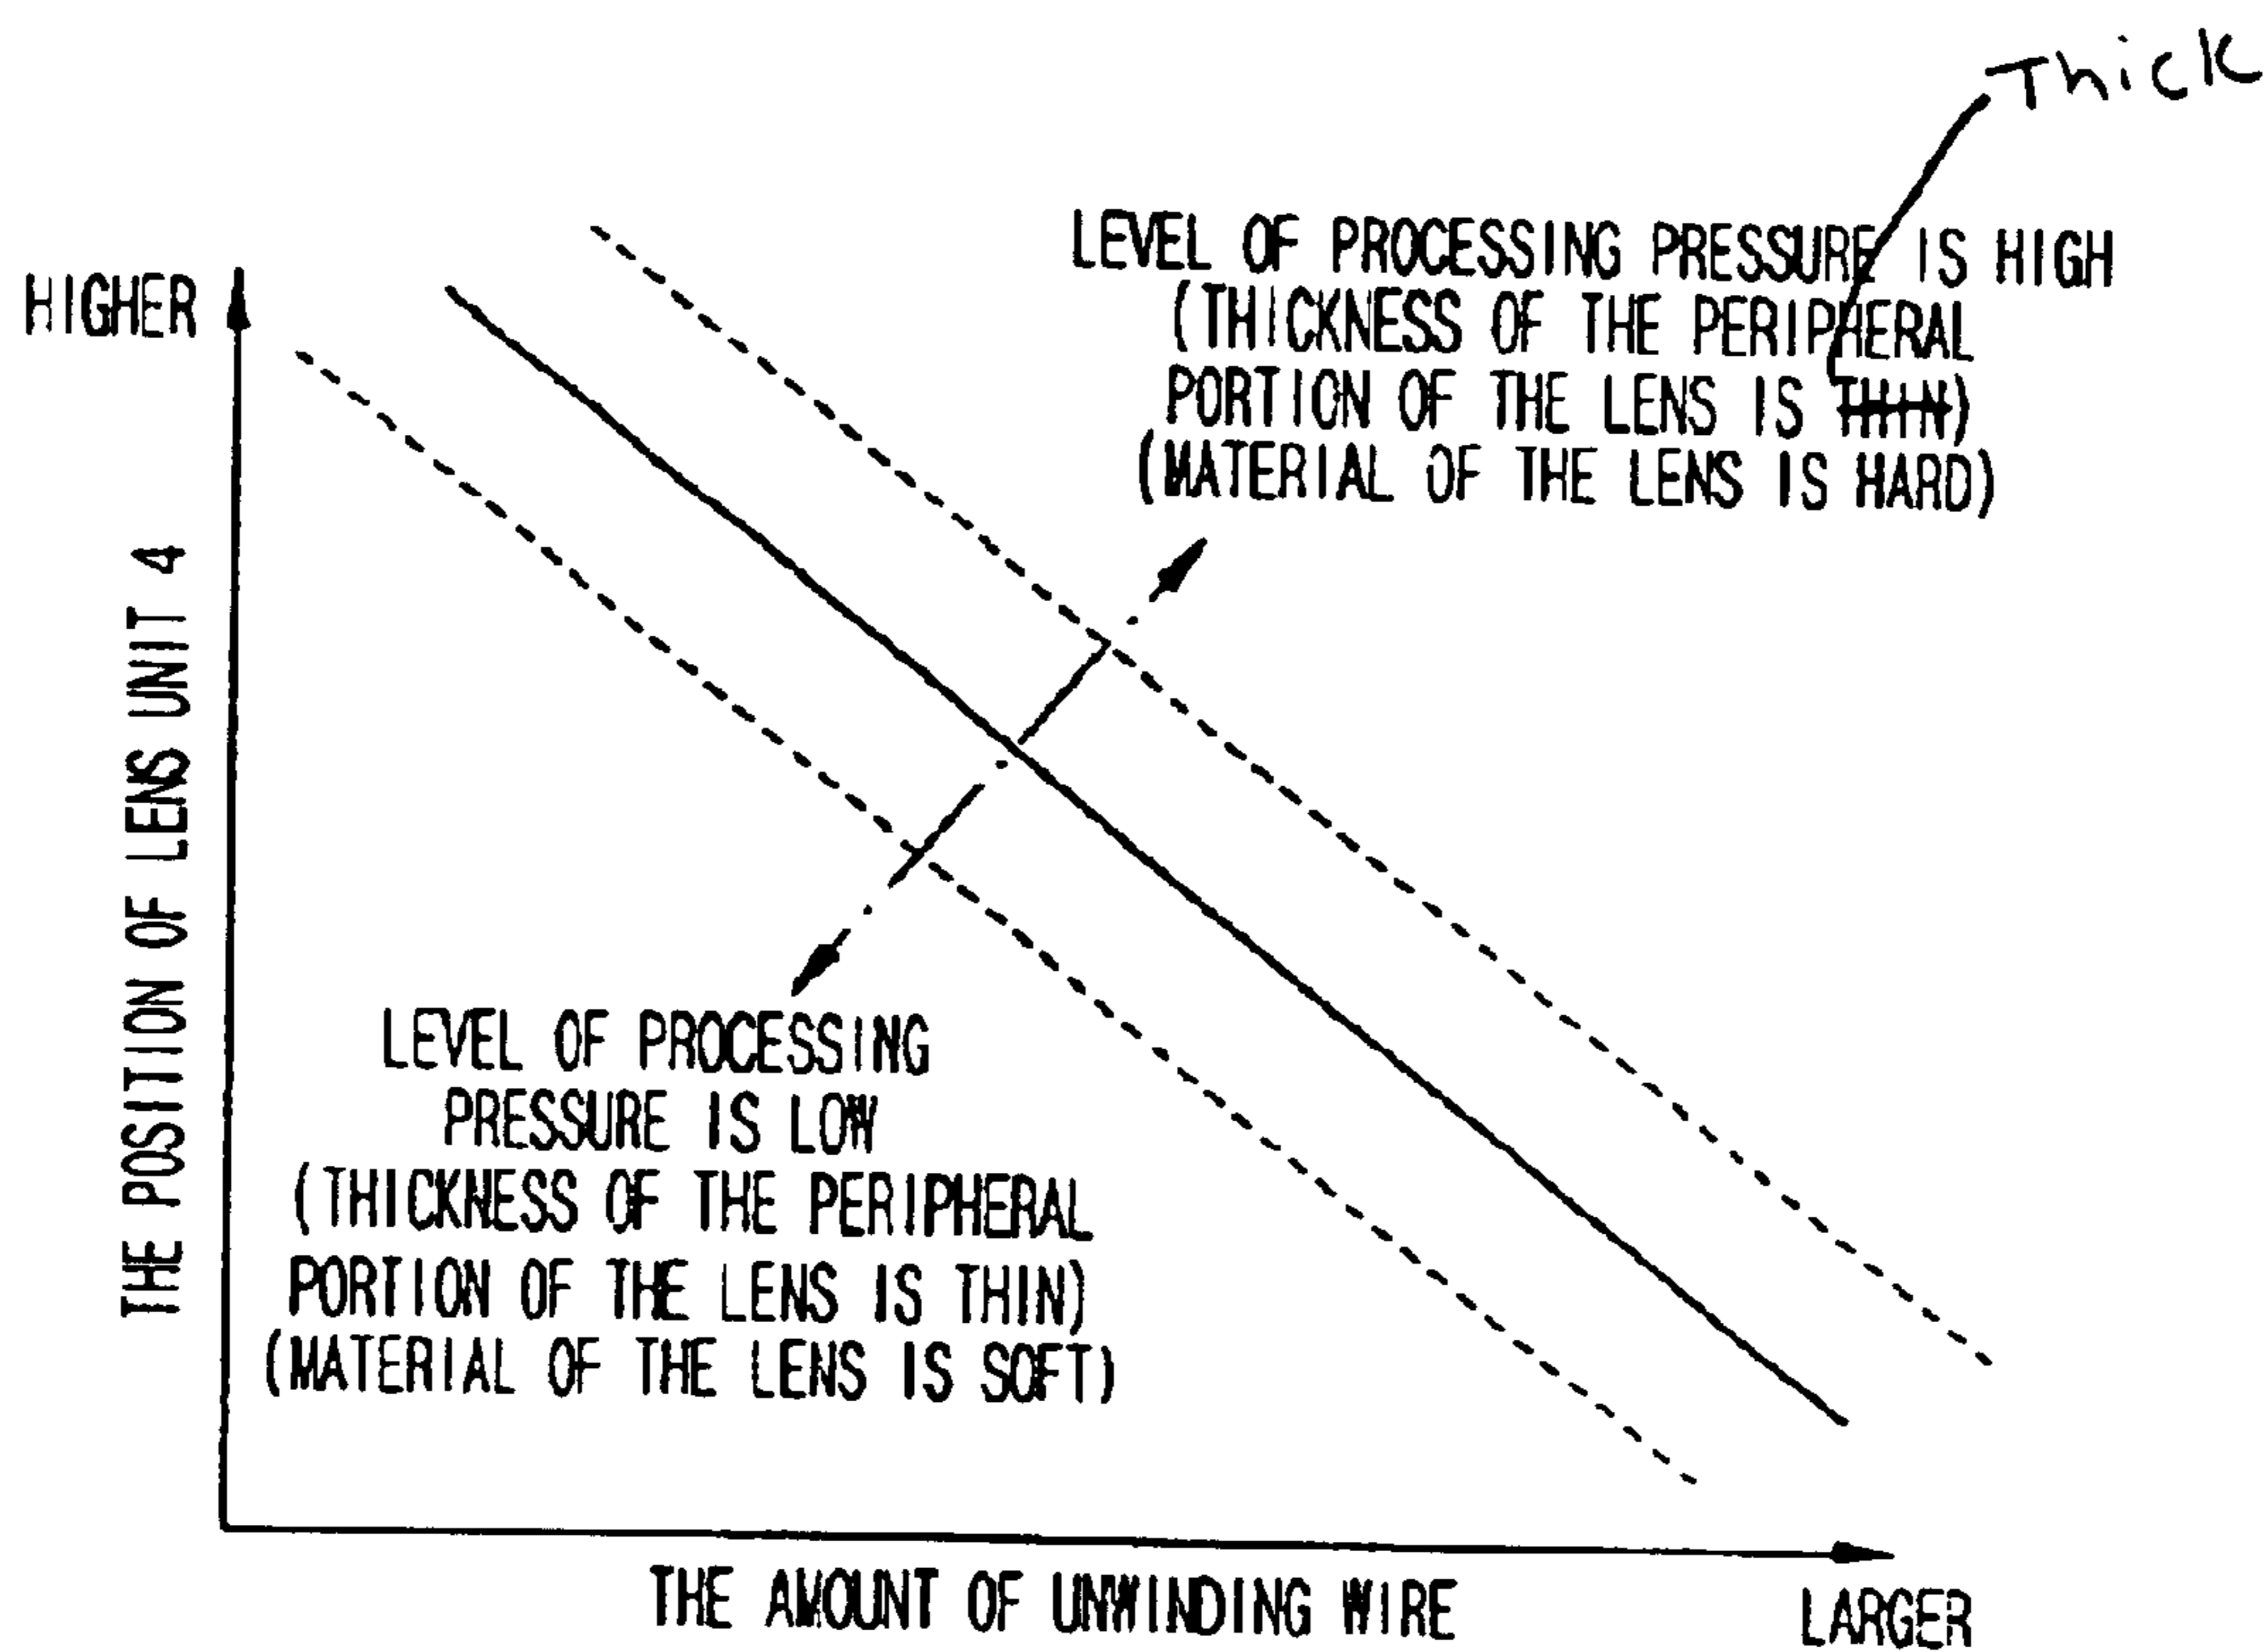 Thick
LEVEL OF PROCESSING PRESSURE IS HIGH
(THICKNESS OF THE PERIPHERAL
PORTION OF THE LENS IS THIN)
(MATERIAL OF THE LENS IS HARD)
HIGHER
THE POSITION OF LENS UNIT 4
LEVEL OF PROCESSING
PRESSURE IS LOW
(THICKNESS OF THE PERIPHERAL
PORTION OF THE LENS IS THIN)
(MATERIAL OF THE LENS IS SOFT)
THE AMOUNT OF UNWINDING WIRE
LARGER